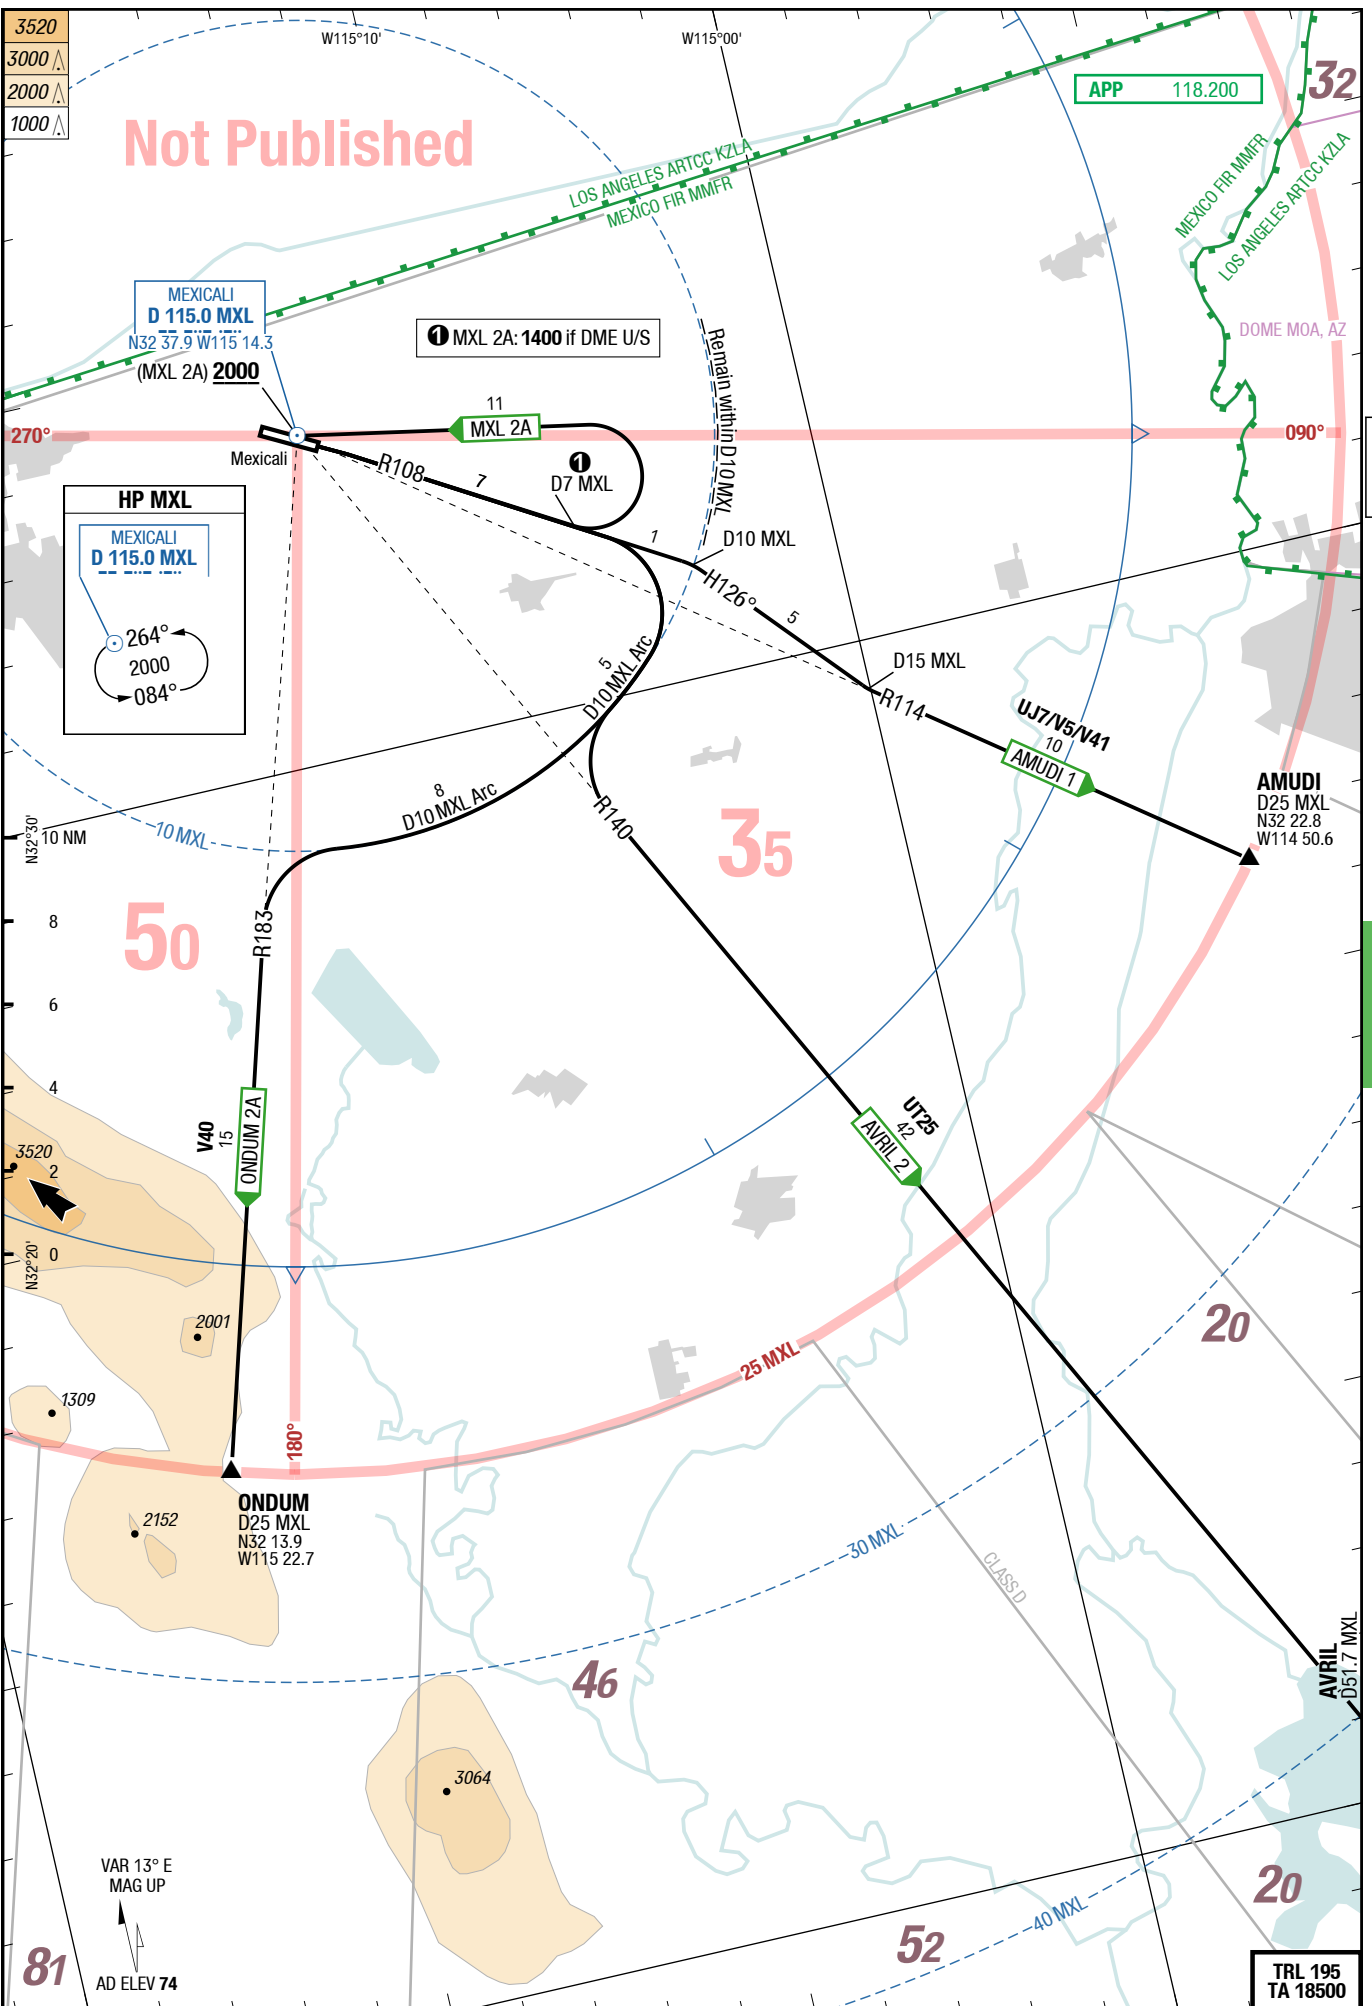 3520
3000
2000
1000
W115°10'
W115°00'
APP 118.200
32
Not Published
LOS ANGELES ARTCC KZLA
MEXICO FIR MMFR
MEXICO FIR MMFR
LOS ANGELES ARTCC KZLA
DOME MOA, AZ
MEXICALI
D 115.0 MXL
N32 37.9 W115 14.3
(MXL 2A) 2000
1 MXL 2A: 1400 if DME U/S
Remain within D10 MXL
270°
090°
11
MXL 2A
Mexicali
R108
7
1
D7 MXL
1
D10 MXL
H126°
5
D15 MXL
R114
UJ7/V5/V41
10
AMUDI 1
AMUDI
D25 MXL
N32 22.8
W114 50.6
HP MXL
MEXICALI
D 115.0 MXL
264°
2000
084°
5
D10 MXL Arc
8
D10 MXL Arc
R140
35
10 MXL
N32°30'
10 NM
8
6
4
2
0
N32°20'
50
R183
V40
15
ONDUM 2A
UT25
42
AVRIL 2
3520
2001
1309
2152
180°
25 MXL
20
ONDUM
D25 MXL
N32 13.9
W115 22.7
30 MXL
CLASS D
AVRIL
D51.7 MXL
46
3064
VAR 13° E
MAG UP
AD ELEV 74
81
52
40 MXL
20
TRL 195
TA 18500